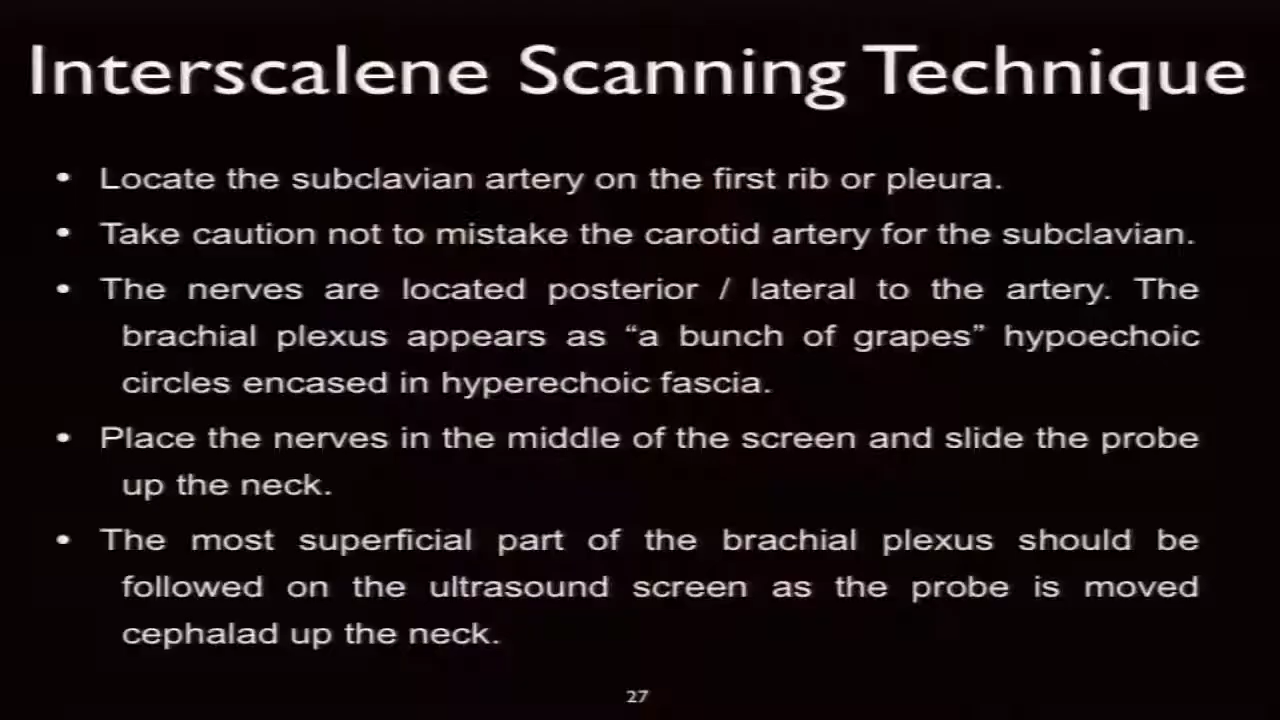 Interscalene Scanning Technique
• Locate the subclavian artery on the first rib or pleura.
• Take caution not to mistake the carotid artery for the subclavian.
• The nerves are located posterior / lateral to the artery. The
brachial plexus appears as “a bunch of grapes” hypoechoic
circles encased in hyperechoic fascia.
• Place the nerves in the middle of the screen and slide the probe
up the neck.
• The most superficial part of the brachial plexus should be
followed on the ultrasound screen as the probe is moved
cephalad up the neck.
27